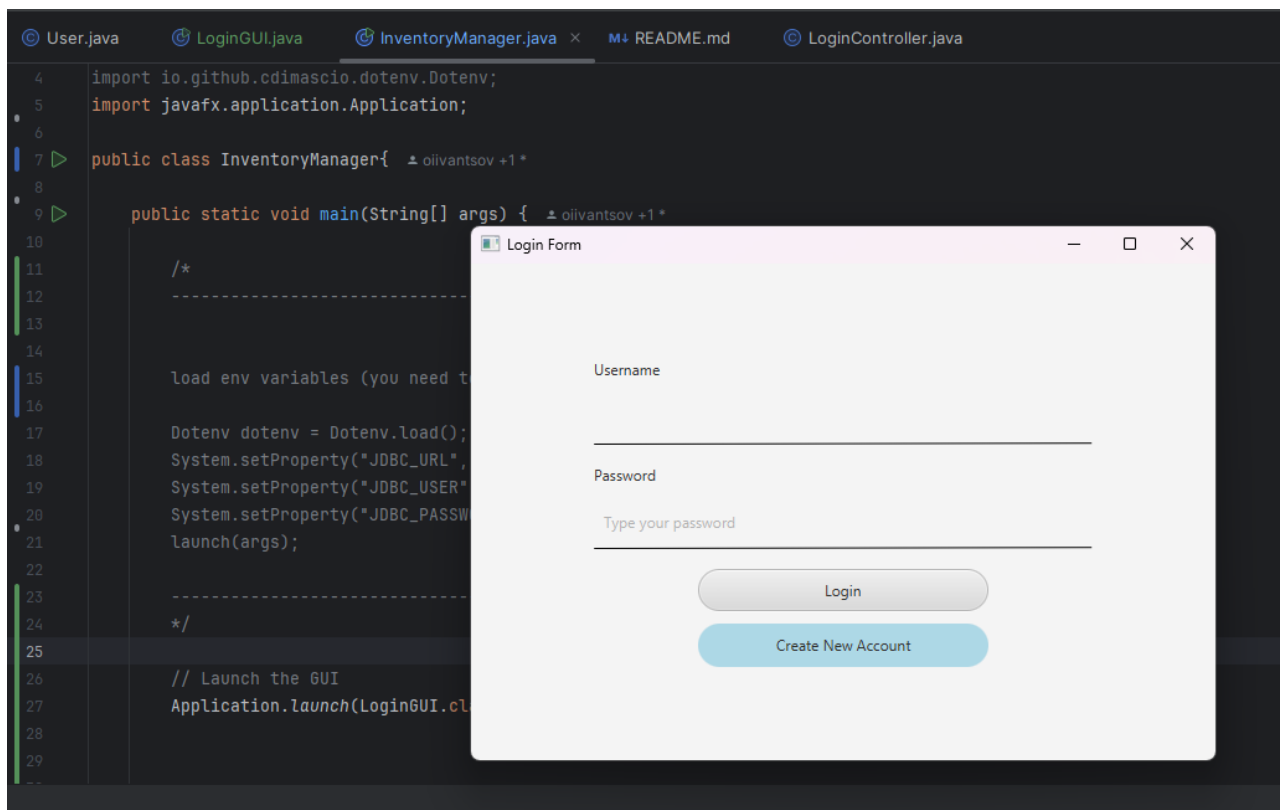 User.java LoginGUI.java InventoryManager.java × M↓ README.md LoginController.java
4 import io.github.cdimascio.dotenv.Dotenv;
5 import javafx.application.Application;
6
7 public class InventoryManager{ oiivantsov +1 *
8
9 public static void main(String[] args) { oiivantsov +1 *
10
11 /*
12 ------------------------------
13
14
15 load env variables (you need t
16
17 Dotenv dotenv = Dotenv.load();
18 System.setProperty("JDBC_URL",
19 System.setProperty("JDBC_USER"
20 System.setProperty("JDBC_PASSW
21 launch(args);
22
23 ------------------------------
24 */
25
26 // Launch the GUI
27 Application.launch(LoginGUI.cl
28
29
Login Form
Username
Password
Type your password
Login
Create New Account